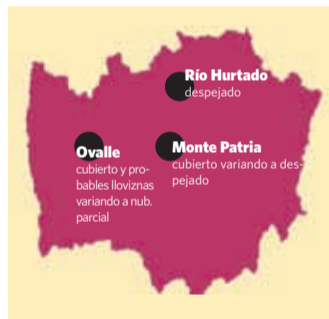 Río Hurtado
despejado
Ovalle
cubierto y pro-
bables lloviznas
variando a nub.
parcial
Monte Patria
cubierto variando a des-
pejado